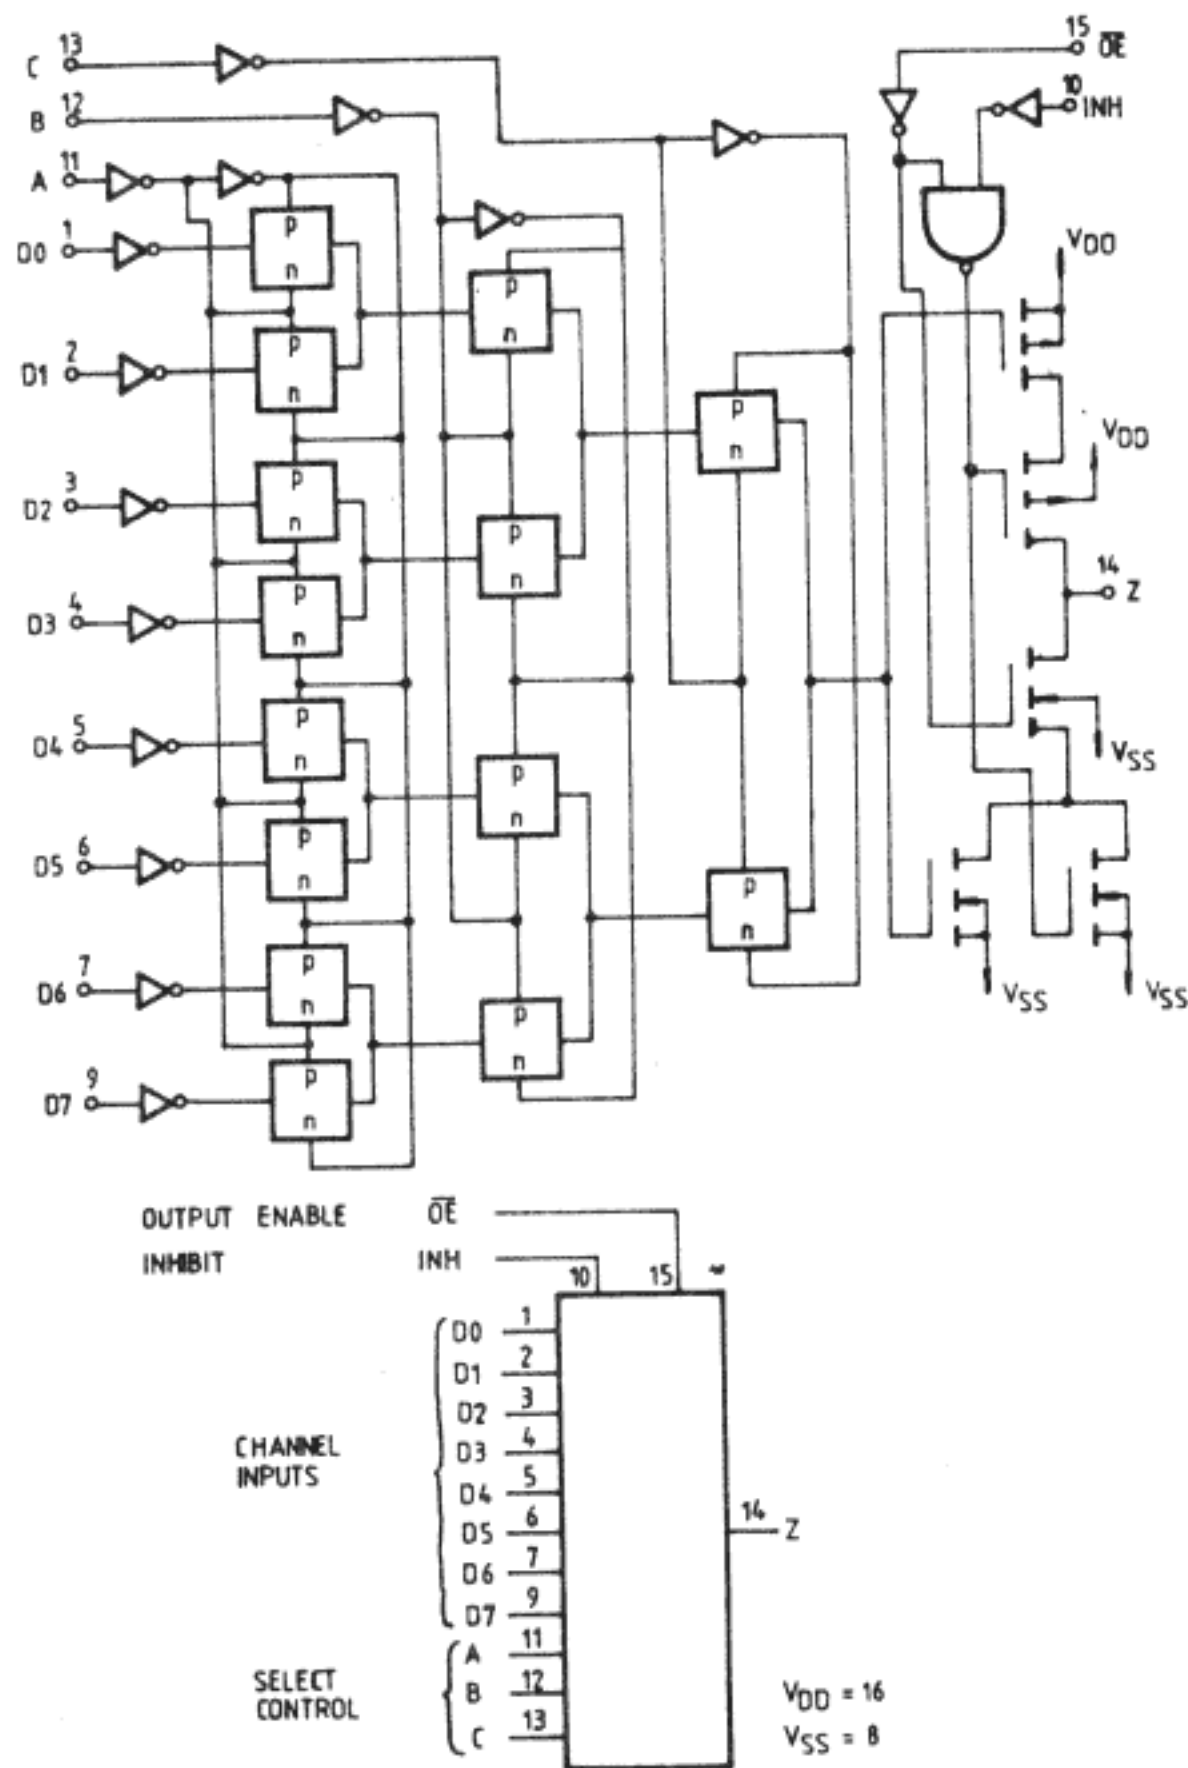 C 13
15 OE
B 12
10 INH
A 11
D0 1
p
n
VDD
p
n
D1 2
p
n
p
n
VDD
D2 3
p
n
p
n
14 Z
D3 4
p
n
D4 5
p
n
p
n
VSS
D5 6
p
n
p
n
D6 7
p
n
VSS
VSS
p
n
D7 9
p
n
OUTPUT ENABLE OE
INHIBIT INH
10 15
D0 1
D1 2
D2 3
CHANNEL
INPUTS
D3 4
D4 5
D5 6
14 Z
D6 7
D7 9
A 11
SELECT
CONTROL
B 12
VDD = 16
C 13
VSS = 8